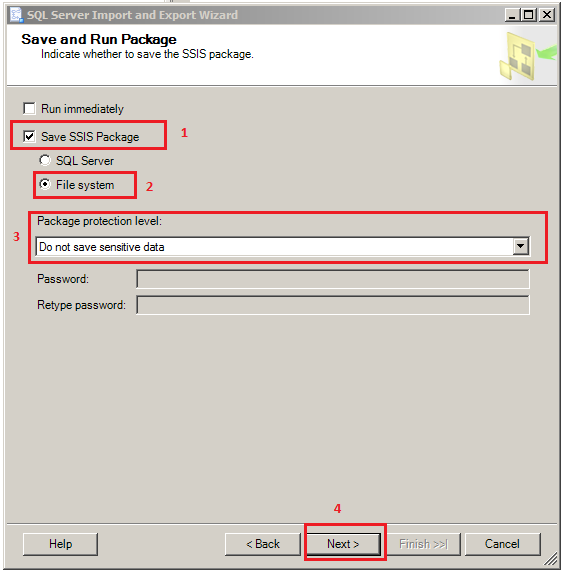 SQL Server Import and Export Wizard
Save and Run Package
Indicate whether to save the SSIS package.
Run immediately
Save SSIS Package 1
SQL Server
File system 2
Package protection level:
3 Do not save sensitive data
Password:
Retype password:
4
Help < Back Next > Finish >>| Cancel